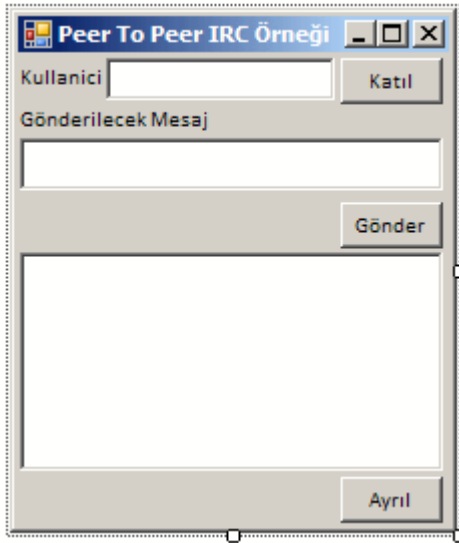 Peer To Peer IRC Örneği
Kullanici
Katıl
Gönderilecek Mesaj
Gönder
Ayrıl